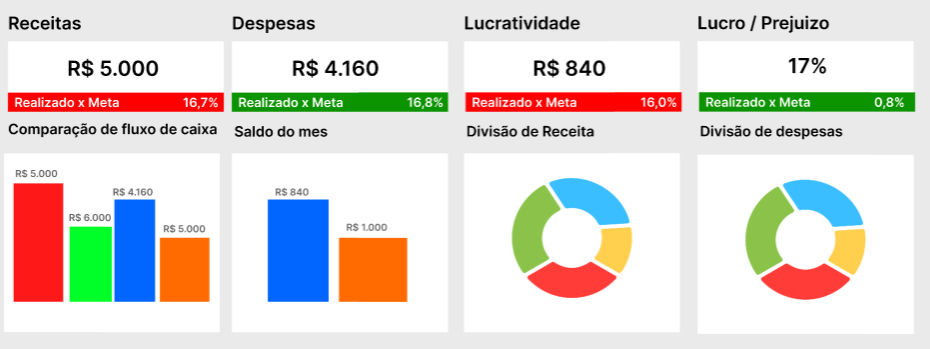 Receitas
Despesas
Lucratividade
Lucro / Prejuizo
R$ 5.000
R$ 4.160
R$ 840
17%
Realizado x Meta 16,7%
Realizado x Meta 16,8%
Realizado x Meta 16,0%
Realizado x Meta 0,8%
Comparação de fluxo de caixa
Saldo do mes
Divisão de Receita
Divisão de despesas
R$ 5.000
R$ 6.000
R$ 4.160
R$ 5.000
R$ 840
R$ 1.000